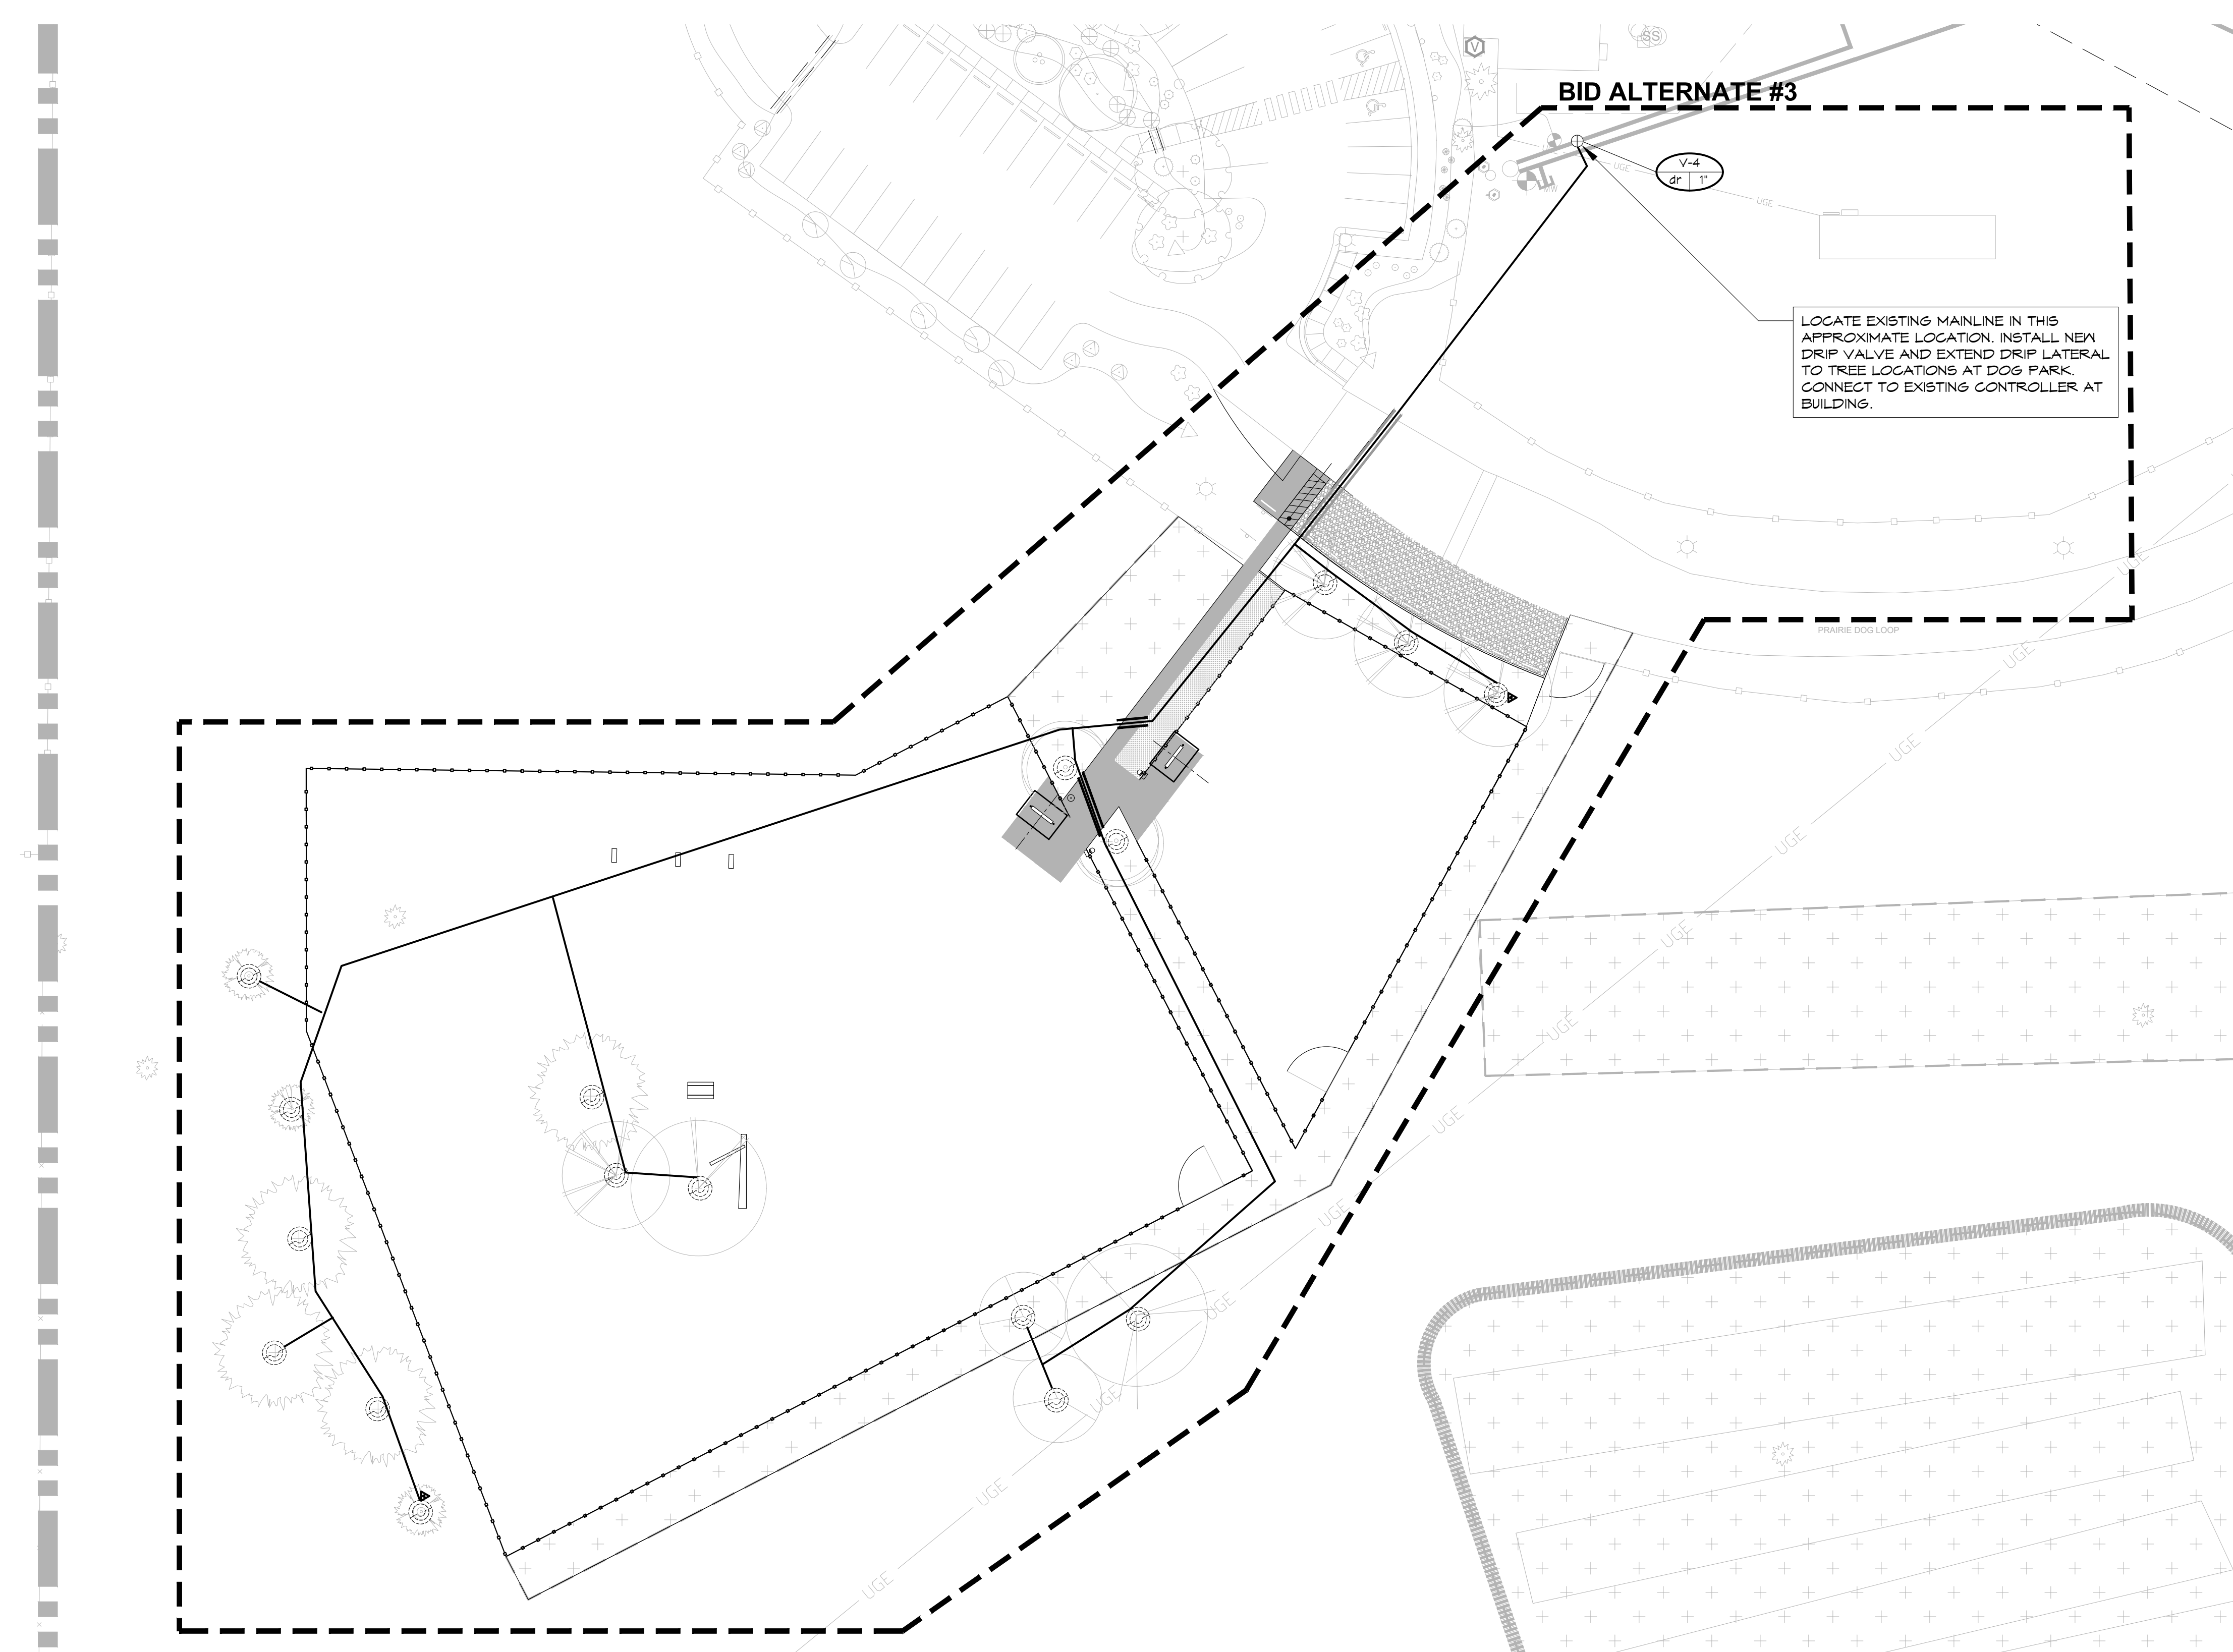 SS
V
BID ALTERNATE #3
V-4
dr 1"
UGE
MW
UGE
LOCATE EXISTING MAINLINE IN THIS
APPROXIMATE LOCATION. INSTALL NEW
DRIP VALVE AND EXTEND DRIP LATERAL
TO TREE LOCATIONS AT DOG PARK.
CONNECT TO EXISTING CONTROLLER AT
BUILDING.
UGE
PRAIRIE DOG LOOP
UGE
UGE
UGE
UGE
UGE
UGE
UGE
UGE
UGE
UGE
UGE